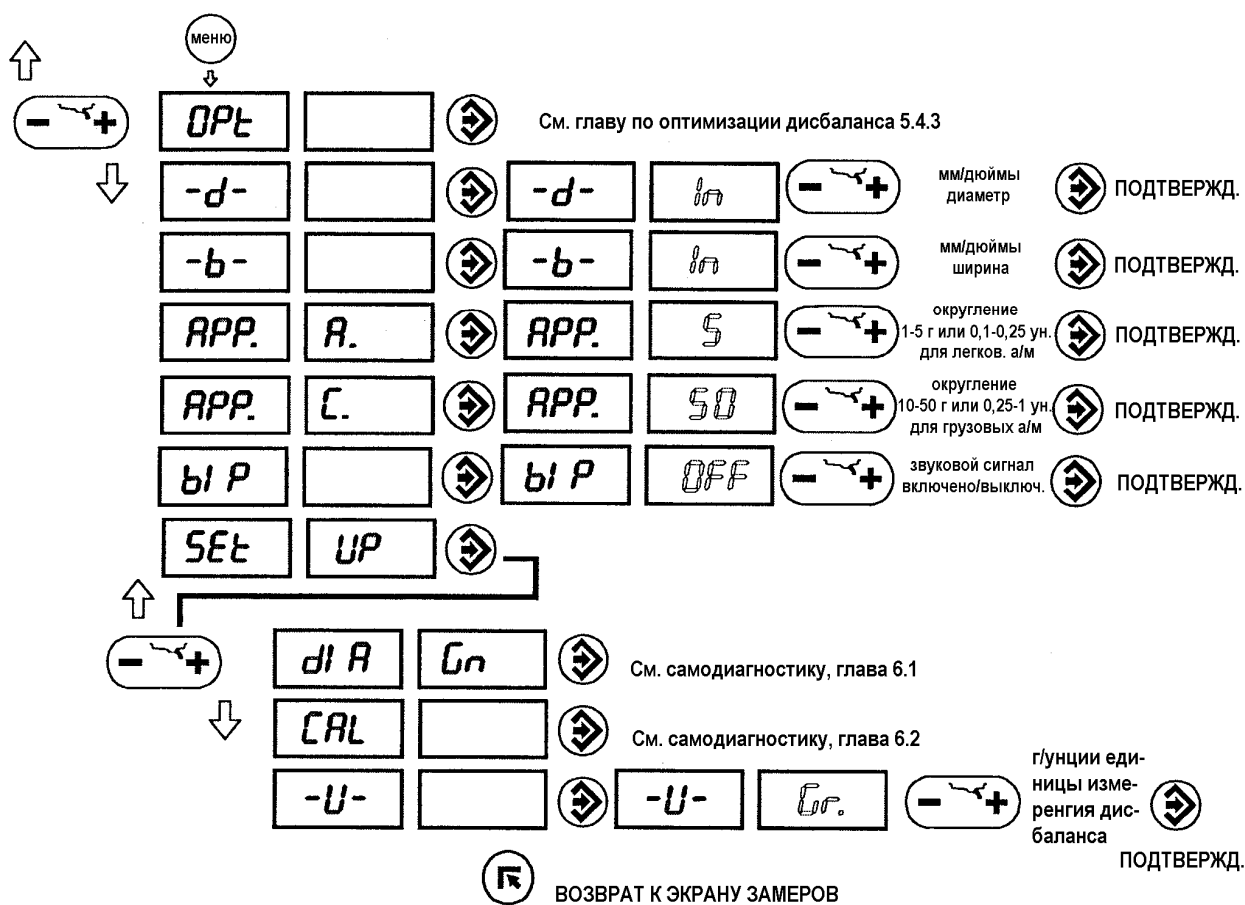 меню
OPt
См. главу по оптимизации дисбаланса 5.4.3
-d- -d- In мм/дюймы
диаметр
ПОДТВЕРЖД.
-b- -b- In мм/дюймы
ширина
ПОДТВЕРЖД.
APP. A. APP. 5 округление
1-5 г или 0,1-0,25 ун.
для легков. а/м
ПОДТВЕРЖД.
APP. C. APP. 50 округление
10-50 г или 0,25-1 ун.
для грузовых а/м
ПОДТВЕРЖД.
bIP bIP OFF звуковой сигнал
включено/выключ.
ПОДТВЕРЖД.
SEt UP
dIA Gn См. самодиагностику, глава 6.1
CAL См. самодиагностику, глава 6.2
-U- -U- Gr. г/унции еди-
ницы изме-
ренгия дис-
баланса
ПОДТВЕРЖД.
ВОЗВРАТ К ЭКРАНУ ЗАМЕРОВ